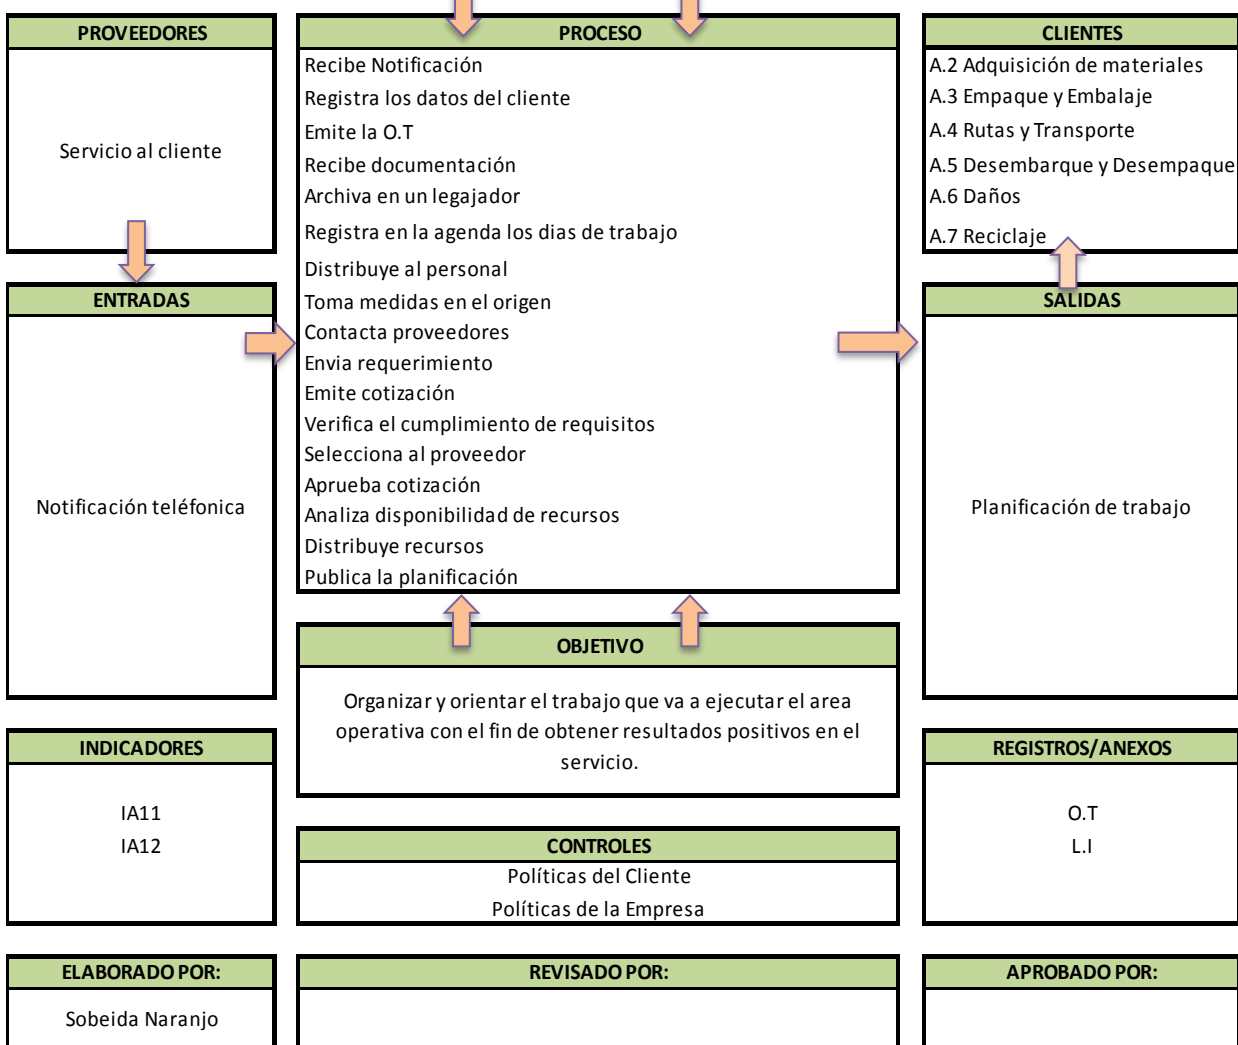 PROVEEDORES
Servicio al cliente
ENTRADAS
Notificación teléfonica
INDICADORES
IA11
IA12
ELABORADO POR:
Sobeida Naranjo
PROCESO
Recibe Notificación
Registra los datos del cliente
Emite la O.T
Recibe documentación
Archiva en un legajador
Registra en la agenda los dias de trabajo
Distribuye al personal
Toma medidas en el origen
Contacta proveedores
Envia requerimiento
Emite cotización
Verifica el cumplimiento de requisitos
Selecciona al proveedor
Aprueba cotización
Analiza disponibilidad de recursos
Distribuye recursos
Publica la planificación
OBJETIVO
Organizar y orientar el trabajo que va a ejecutar el area
operativa con el fin de obtener resultados positivos en el
servicio.
CONTROLES
Políticas del Cliente
Políticas de la Empresa
REVISADO POR:
CLIENTES
A.2 Adquisición de materiales
A.3 Empaque y Embalaje
A.4 Rutas y Transporte
A.5 Desembarque y Desempaque
A.6 Daños
A.7 Reciclaje
SALIDAS
Planificación de trabajo
REGISTROS/ANEXOS
O.T
L.I
APROBADO POR: